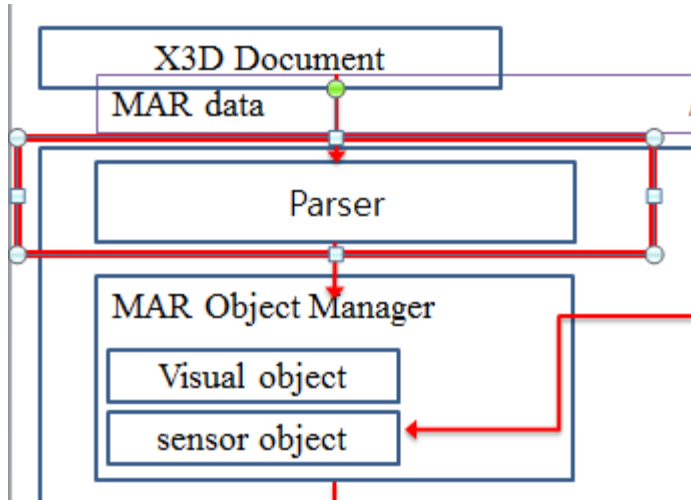 X3D Document
MAR data
Parser
MAR Object Manager
Visual object
sensor object